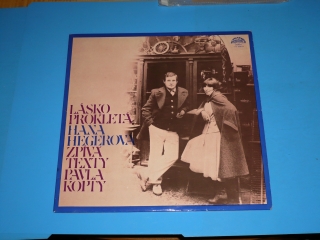 LÁSKO
PROKLETÁ
HANA
HEGEROVÁ
ZPÍVÁ
TEXTY
PAVLA
KOPTY